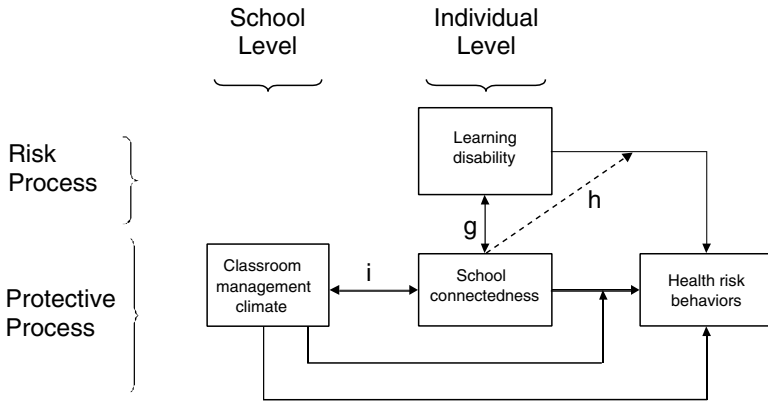 School
Level
Individual
Level
Risk
Process
Learning
disability
h
g
Protective
Process
Classroom
management
climate
i
School
connectedness
Health risk
behaviors